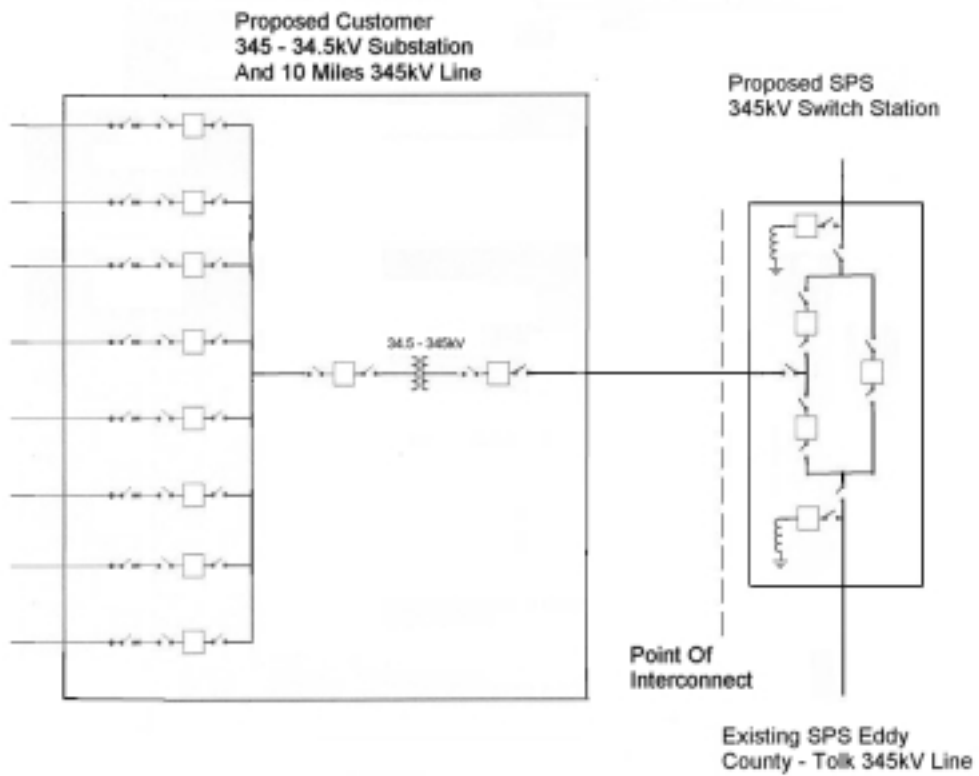 Proposed Customer
345 - 34.5kV Substation
And 10 Miles 345kV Line
Proposed SPS
345kV Switch Station
34.5 - 345kV
Point Of
Interconnect
Existing SPS Eddy
County - Tolk 345kV Line